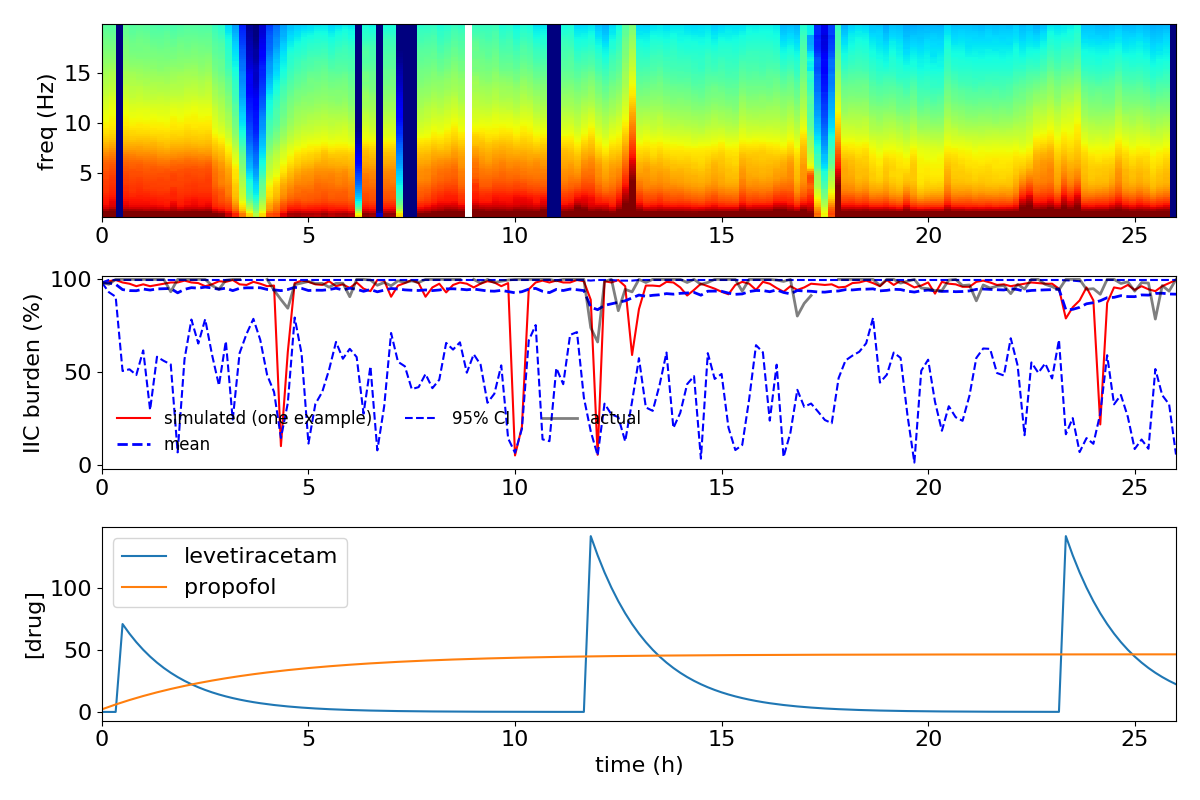 freq (Hz)
15
10
5
0 5 10 15 20 25
IIC burden (%)
100
50
0
simulated (one example) 95% CI actual
mean
0 5 10 15 20 25
[drug]
100
50
0
levetiracetam
propofol
0 5 10 15 20 25
time (h)